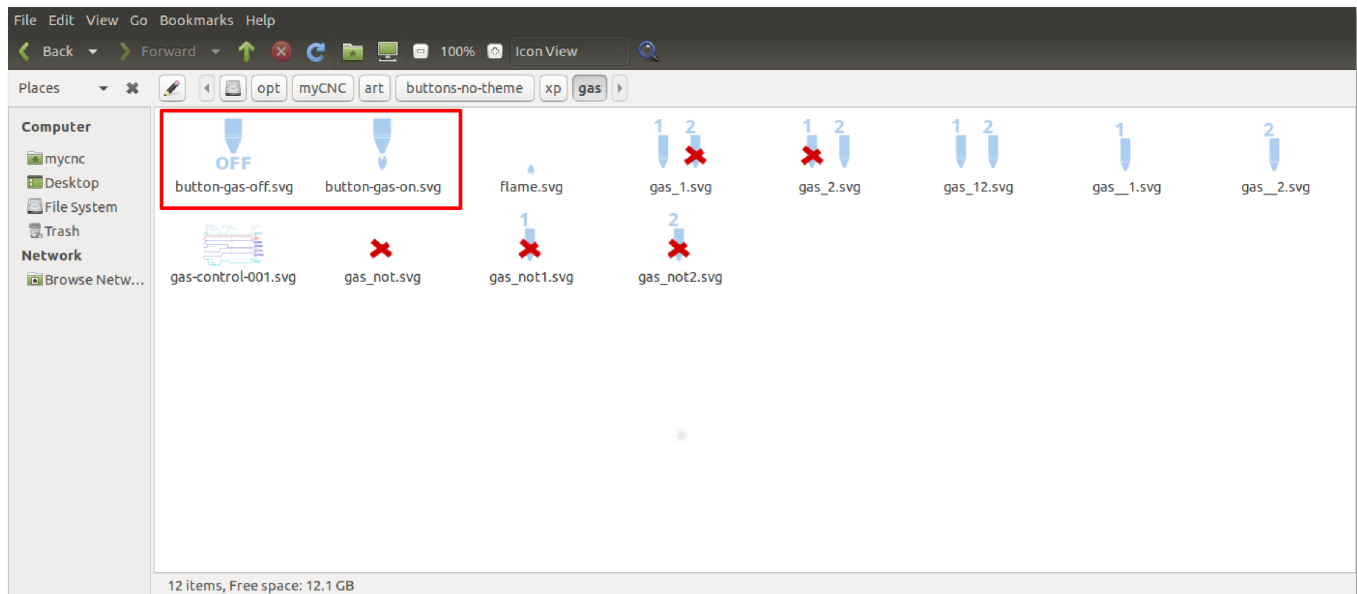 File Edit View Go Bookmarks Help
Back Forward 100% Icon View
Places opt myCNC art buttons-no-theme xp gas
Computer
mycnc
Desktop
File System
Trash
Network
Browse Netw...
OFF 1 2 1 2 1 2 1 2
button-gas-off.svg button-gas-on.svg flame.svg gas_1.svg gas_2.svg gas_12.svg gas__1.svg gas__2.svg
1 2
gas-control-001.svg gas_not.svg gas_not1.svg gas_not2.svg
12 items, Free space: 12.1 GB